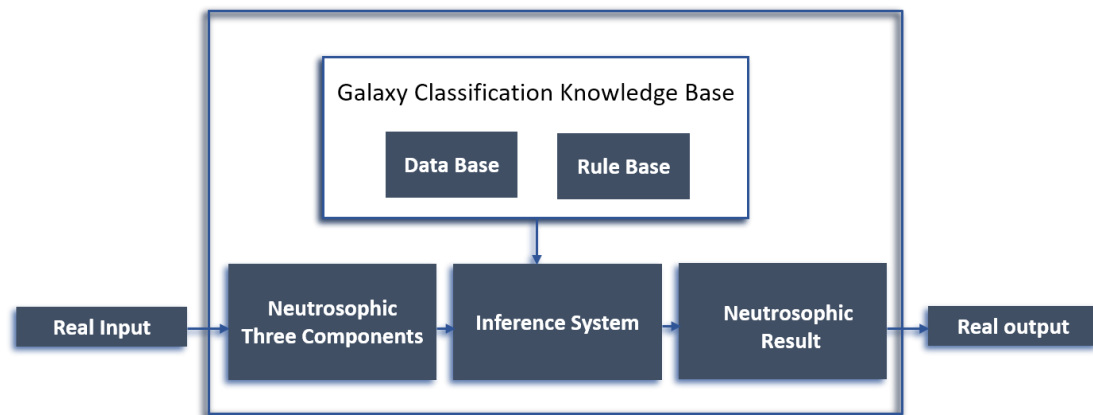 Galaxy Classification Knowledge Base
Data Base
Rule Base
Real Input
Neutrosophic
Three Components
Inference System
Neutrosophic
Result
Real output